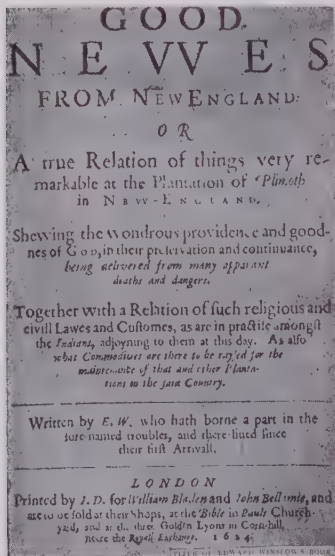 GOOD
NEVVES
FROM NEW ENGLAND:
OR
A true Relation of things very re-
markable at the Plantation of Plimoth
in NEW-ENGLAND.
Shewing the wondrous providence and good-
nes of GOD, in their preservation and continuance,
being delivered from many apparant
deaths and dangers.
Together with a Relation of such religious and
civill Lawes and Customes, as are in practise amongst
the Indians, adjoyning to them at this day. As also
what Commodities are there to be rayſed for the
maintenance of that and other Planta-
tions in the said Country.
Written by E. W. who hath borne a part in the
fore-named troubles, and there lived since
their first Arrivall.
LONDON
Printed by I. D. for William Bladen and John Bellamie, and
are to be sold at their Shops, at the Bible in Pauls Church-
yard, and at the three Golden Lyons in Corn-hill,
neere the Royall Exchange. 1624.
TITLE OF EDWARD WINSLOW'S